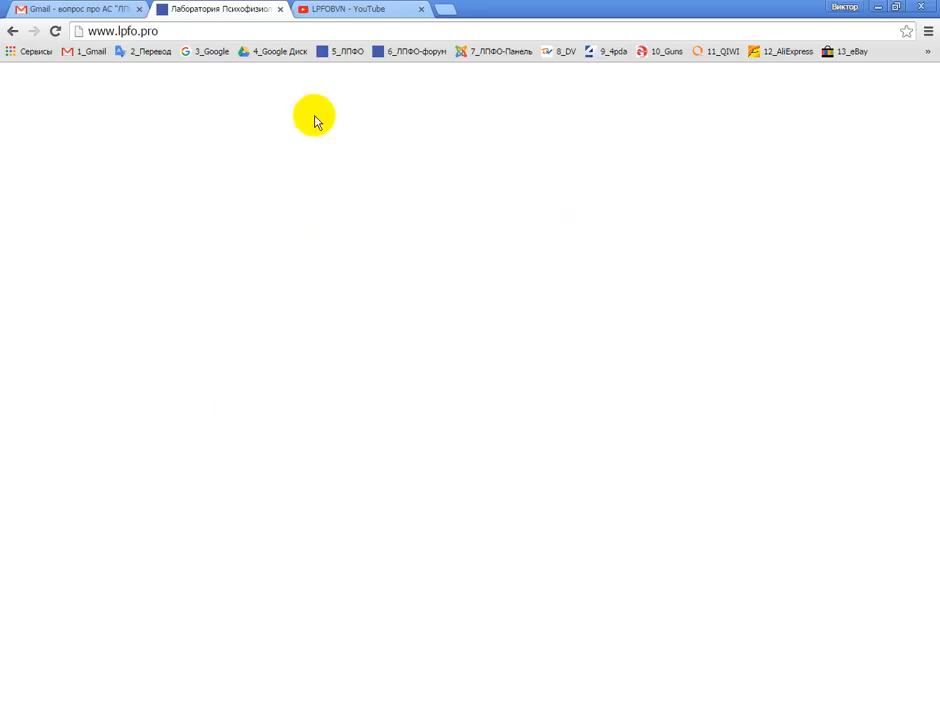 Gmail - вопрос про АС "ЛП
Лаборатория Психофизиол
LPFOBVN - YouTube
Виктор
www.lpfo.pro
Сервисы 1_Gmail 2_Перевод 3_Google 4_Google Диск 5_ЛПФО 6_ЛПФО-форум 7_ЛПФО-Панель 8_DV 9_4pda 10_Guns 11_QIWI 12_AliExpress 13_eBay »